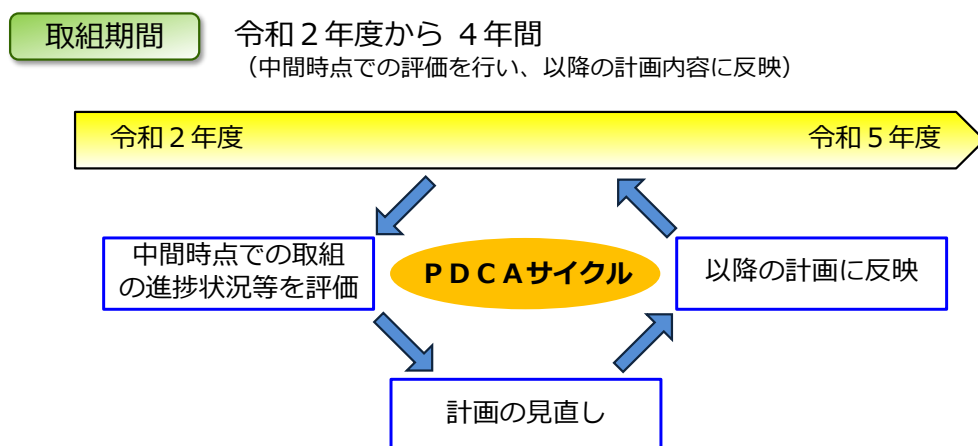 取組期間
令和２年度から ４年間
（中間時点での評価を行い、以降の計画内容に反映）
令和２年度
令和５年度
中間時点での取組
の進捗状況等を評価
ＰＤＣＡサイクル
以降の計画に反映
計画の見直し